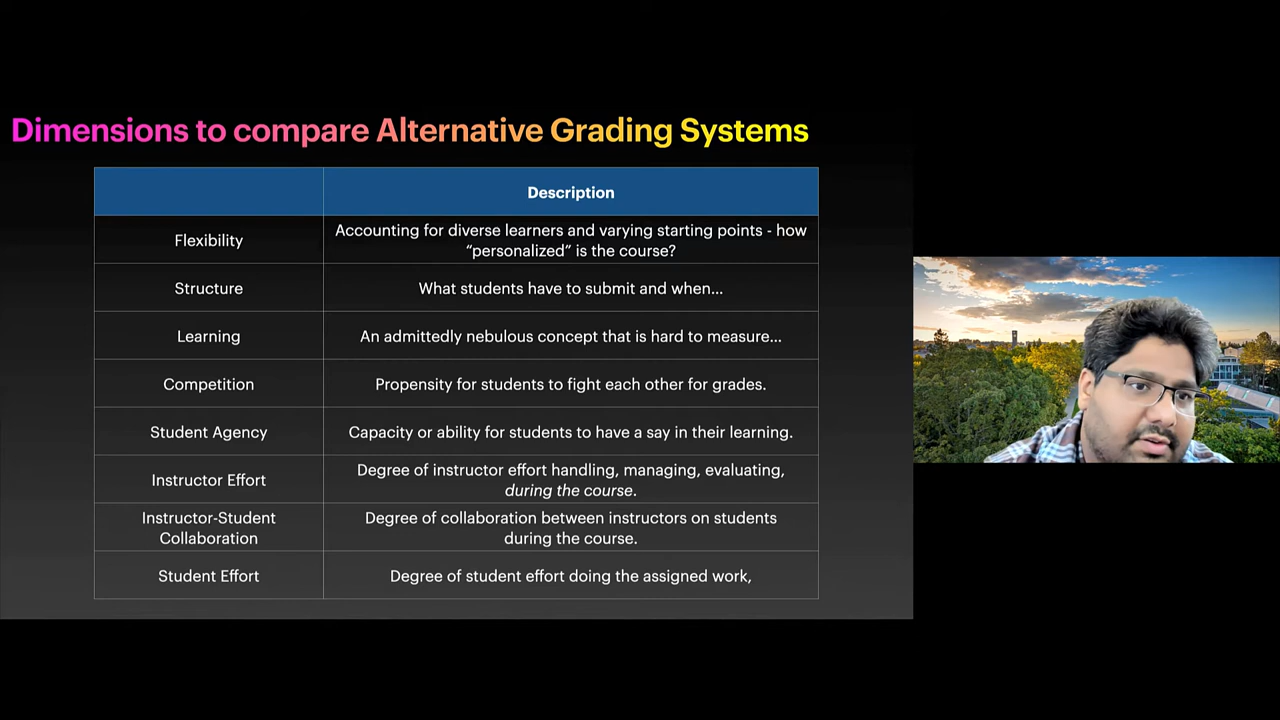 Dimensions to compare Alternative Grading Systems
Description
Flexibility
Accounting for diverse learners and varying starting points - how
“personalized” is the course?
Structure
What students have to submit and when...
Learning
An admittedly nebulous concept that is hard to measure...
Competition
Propensity for students to fight each other for grades.
Student Agency
Capacity or ability for students to have a say in their learning.
Instructor Effort
Degree of instructor effort handling, managing, evaluating,
during the course.
Instructor-Student
Collaboration
Degree of collaboration between instructors on students
during the course.
Student Effort
Degree of student effort doing the assigned work,